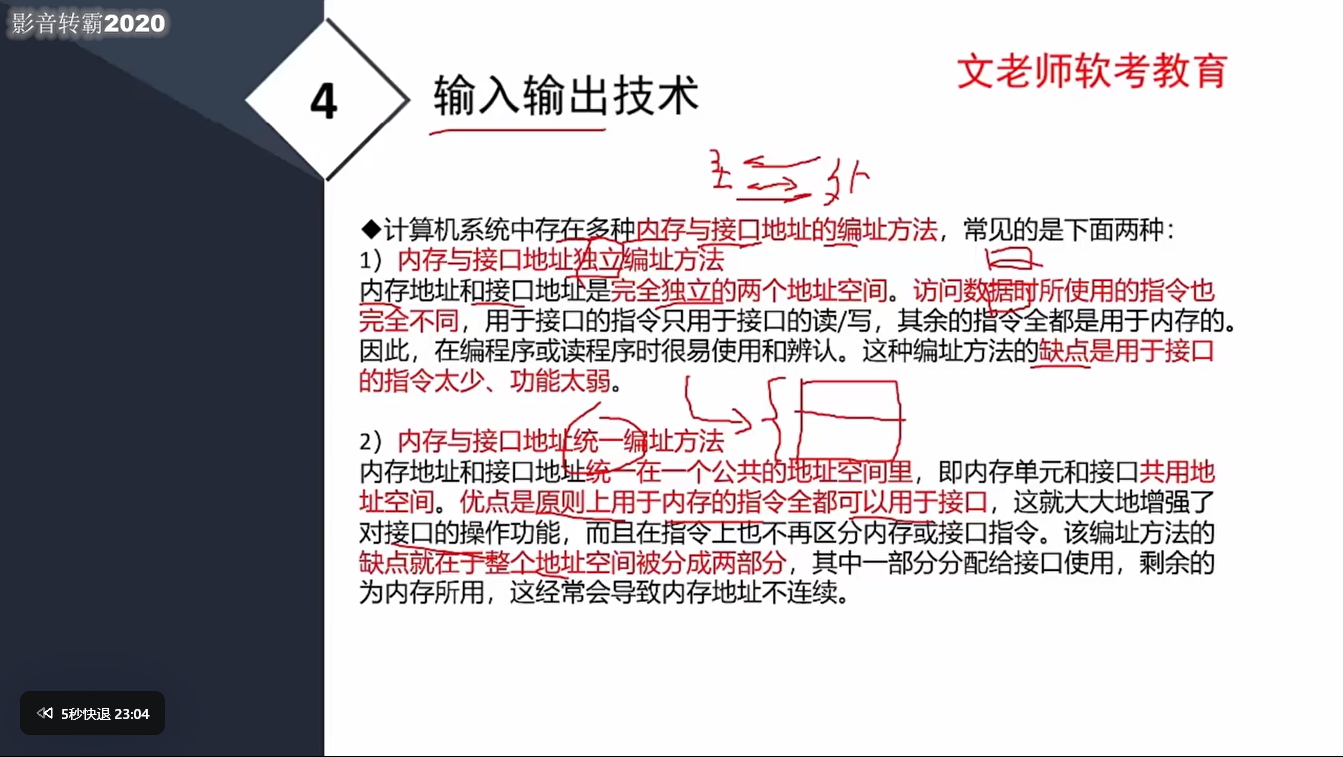 影音转霸2020
4
输入输出技术
文老师软考教育
主 外
◆计算机系统中存在多种内存与接口地址的编址方法，常见的是下面两种：
1）内存与接口地址独立编址方法
内存地址和接口地址是完全独立的两个地址空间。访问数据时所使用的指令也
完全不同，用于接口的指令只用于接口的读/写，其余的指令全都是用于内存的。
因此，在编程序或读程序时很易使用和辨认。这种编址方法的缺点是用于接口
的指令太少、功能太弱。
2）内存与接口地址统一编址方法
内存地址和接口地址统一在一个公共的地址空间里，即内存单元和接口共用地
址空间。优点是原则上用于内存的指令全都可以用于接口，这就大大地增强了
对接口的操作功能，而且在指令上也不再区分内存或接口指令。该编址方法的
缺点就在于整个地址空间被分成两部分，其中一部分分配给接口使用，剩余的
为内存所用，这经常会导致内存地址不连续。
5秒快退 23:04